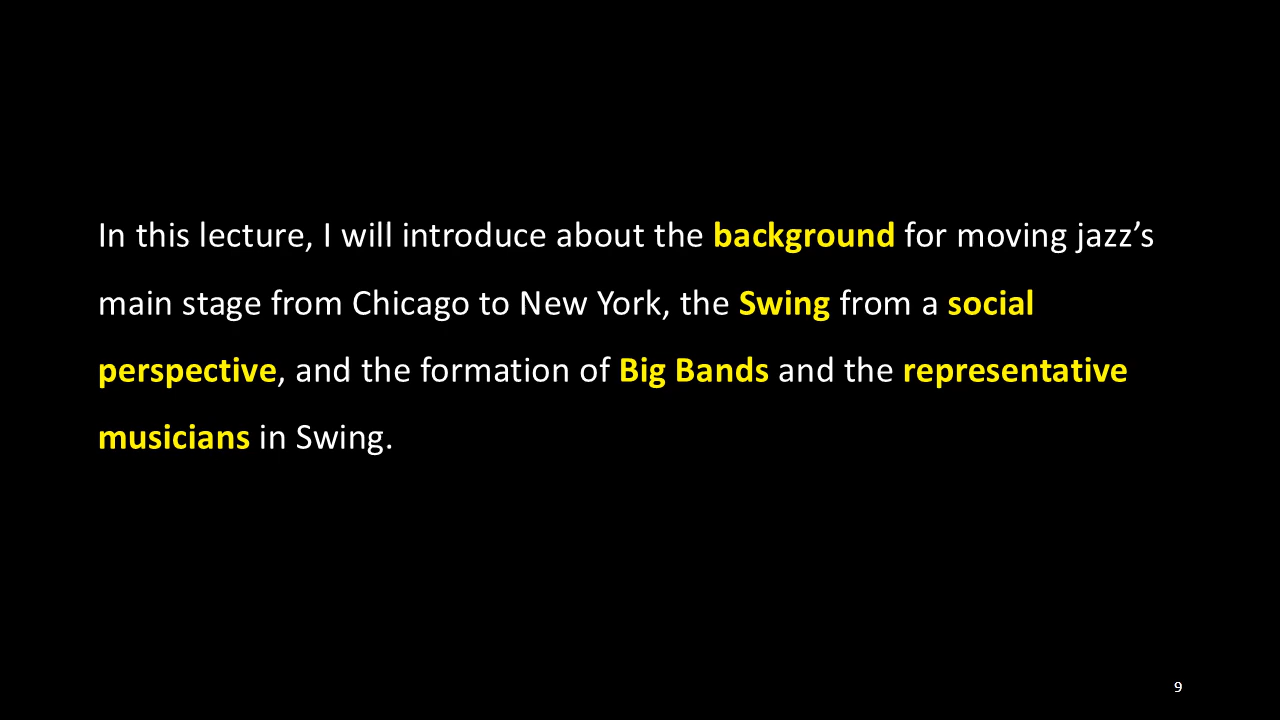 In this lecture, I will introduce about the background for moving jazz’s
main stage from Chicago to New York, the Swing from a social
perspective, and the formation of Big Bands and the representative
musicians in Swing.
9